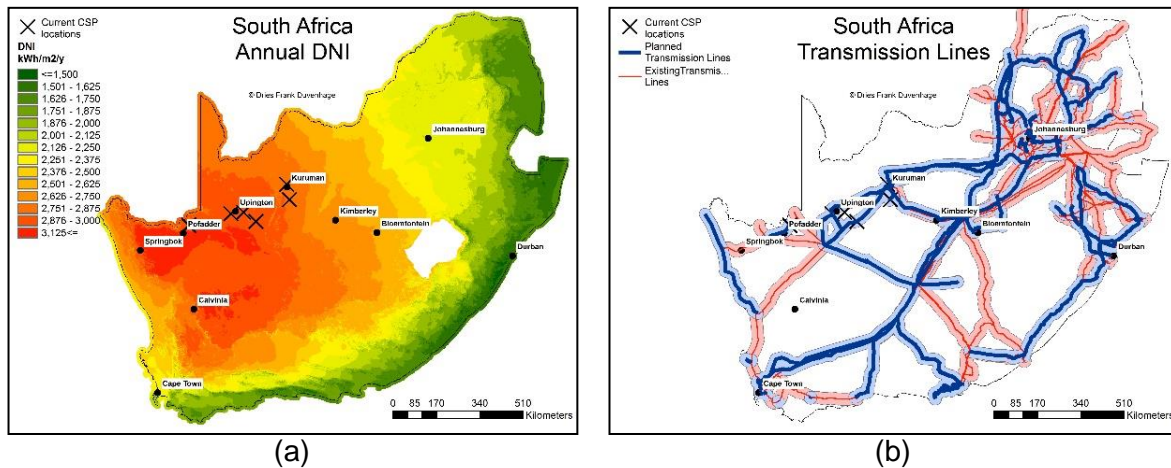 South Africa
Annual DNI
Current CSP
locations
DNI
kWh/m2/y
<=1,500
1,501 - 1,625
1,626 - 1,750
1,751 - 1,875
1,876 - 2,000
2,001 - 2,125
2,126 - 2,250
2,251 - 2,375
2,376 - 2,500
2,501 - 2,625
2,626 - 2,750
2,751 - 2,875
2,876 - 3,000
3,125<=
© Dries Frank Duvenhage
Johannesburg
Kuruman
Upington
Kimberley
Bloemfontein
Pofadder
Springbok
Durban
Calvinia
Cape Town
0 85 170 340 510
Kilometers
(a)
South Africa
Transmission Lines
Current CSP
locations
Planned
Transmission Lines
ExistingTransmis...
Lines
© Dries Frank Duvenhage
Johannesburg
Kuruman
Upington
Kimberley
Bloemfontein
Pofadder
Springbok
Durban
Calvinia
Cape Town
0 85 170 340 510
Kilometers
(b)